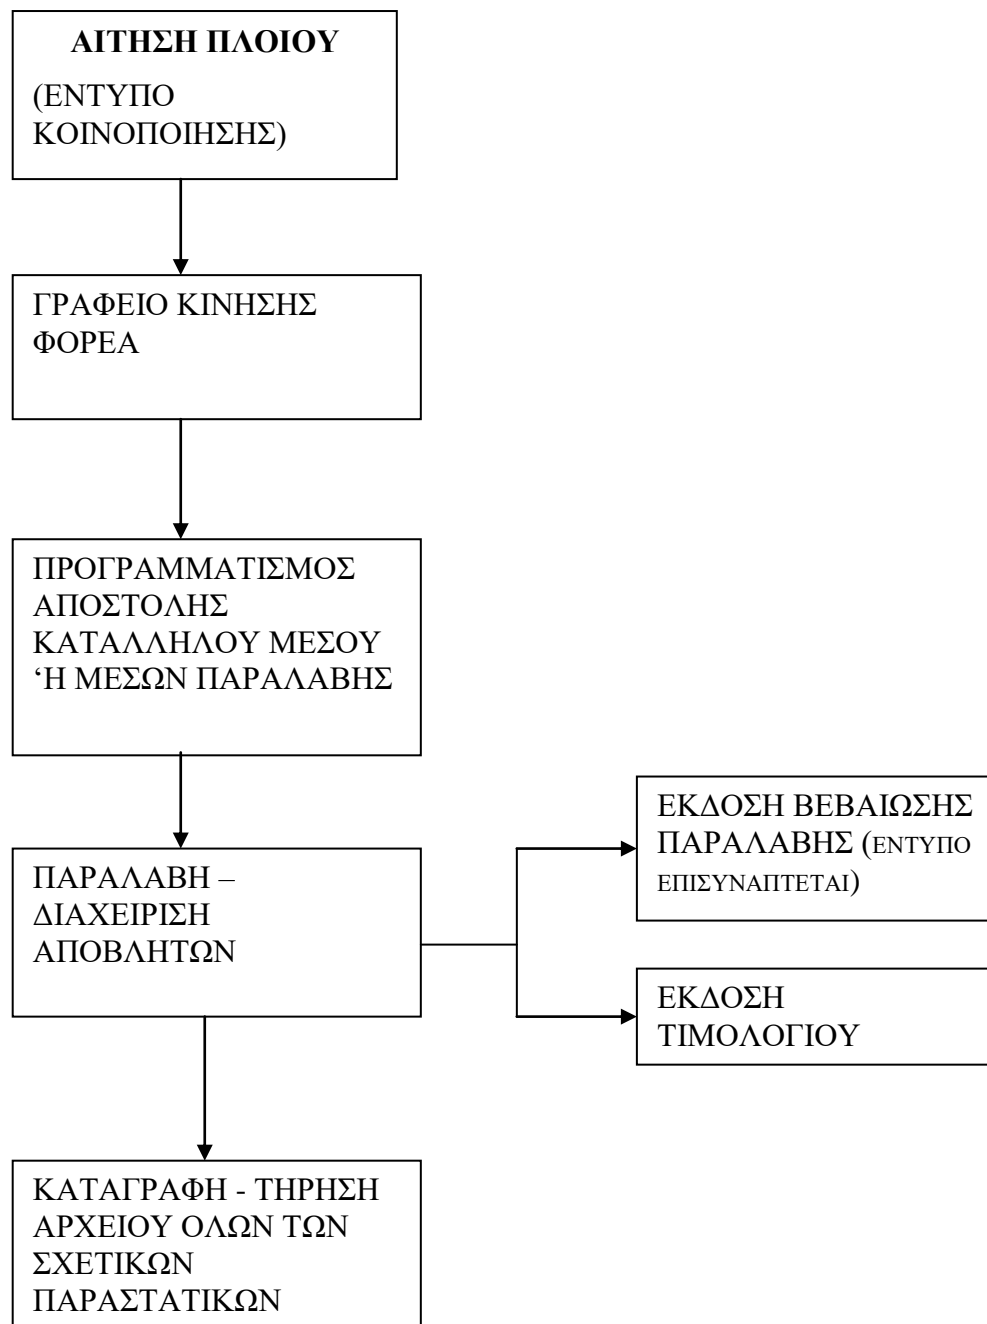 ΑΙΤΗΣΗ ΠΛΟΙΟΥ
(ΕΝΤΥΠΟ
ΚΟΙΝΟΠΟΙΗΣΗΣ)
ΓΡΑΦΕΙΟ ΚΙΝΗΣΗΣ
ΦΟΡΕΑ
ΠΡΟΓΡΑΜΜΑΤΙΣΜΟΣ
ΑΠΟΣΤΟΛΗΣ
ΚΑΤΑΛΛΗΛΟΥ ΜΕΣΟΥ
‘Η ΜΕΣΩΝ ΠΑΡΑΛΑΒΗΣ
ΠΑΡΑΛΑΒΗ –
ΔΙΑΧΕΙΡΙΣΗ
ΑΠΟΒΛΗΤΩΝ
ΕΚΔΟΣΗ ΒΕΒΑΙΩΣΗΣ
ΠΑΡΑΛΑΒΗΣ (ΕΝΤΥΠΟ
ΕΠΙΣΥΝΑΠΤΕΤΑΙ)
ΕΚΔΟΣΗ
ΤΙΜΟΛΟΓΙΟΥ
ΚΑΤΑΓΡΑΦΗ - ΤΗΡΗΣΗ
ΑΡΧΕΙΟΥ ΟΛΩΝ ΤΩΝ
ΣΧΕΤΙΚΩΝ
ΠΑΡΑΣΤΑΤΙΚΩΝ